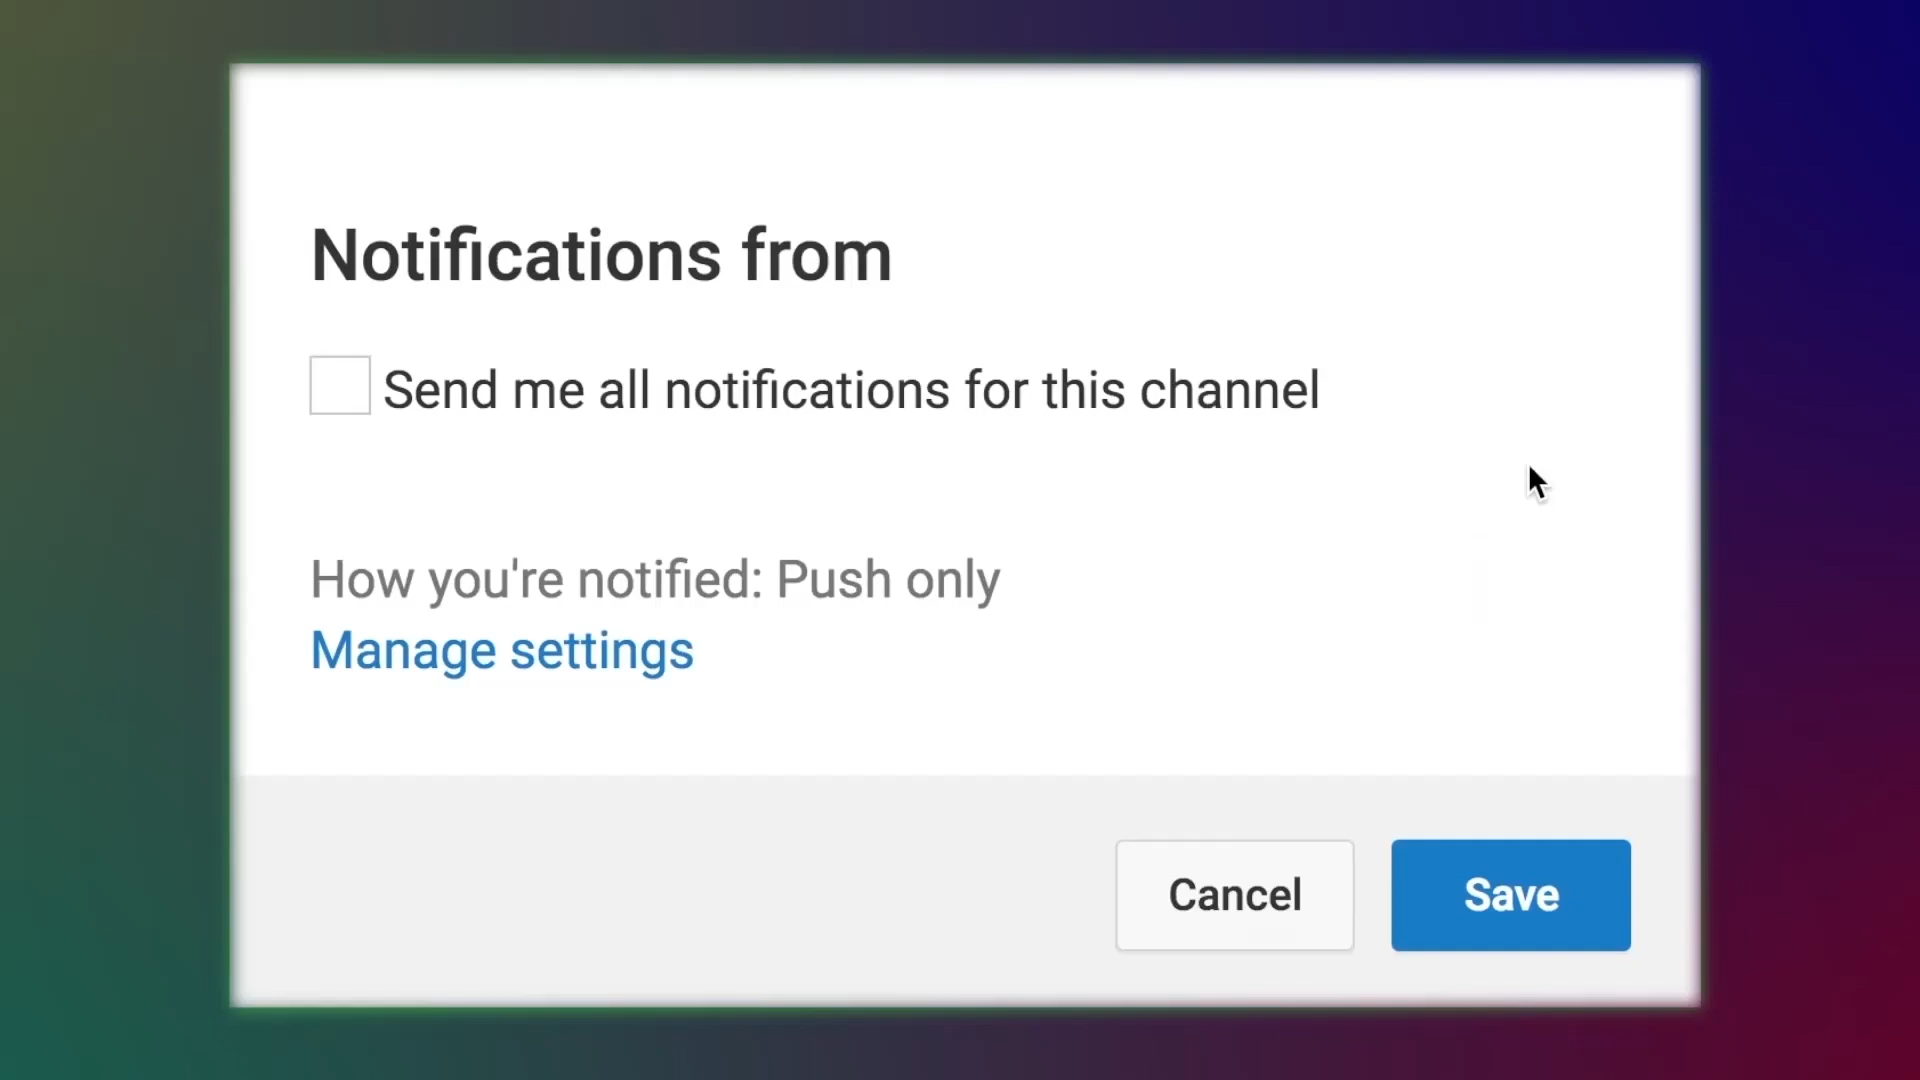 Notifications from
Send me all notifications for this channel
How you're notified: Push only
Manage settings
Cancel
Save